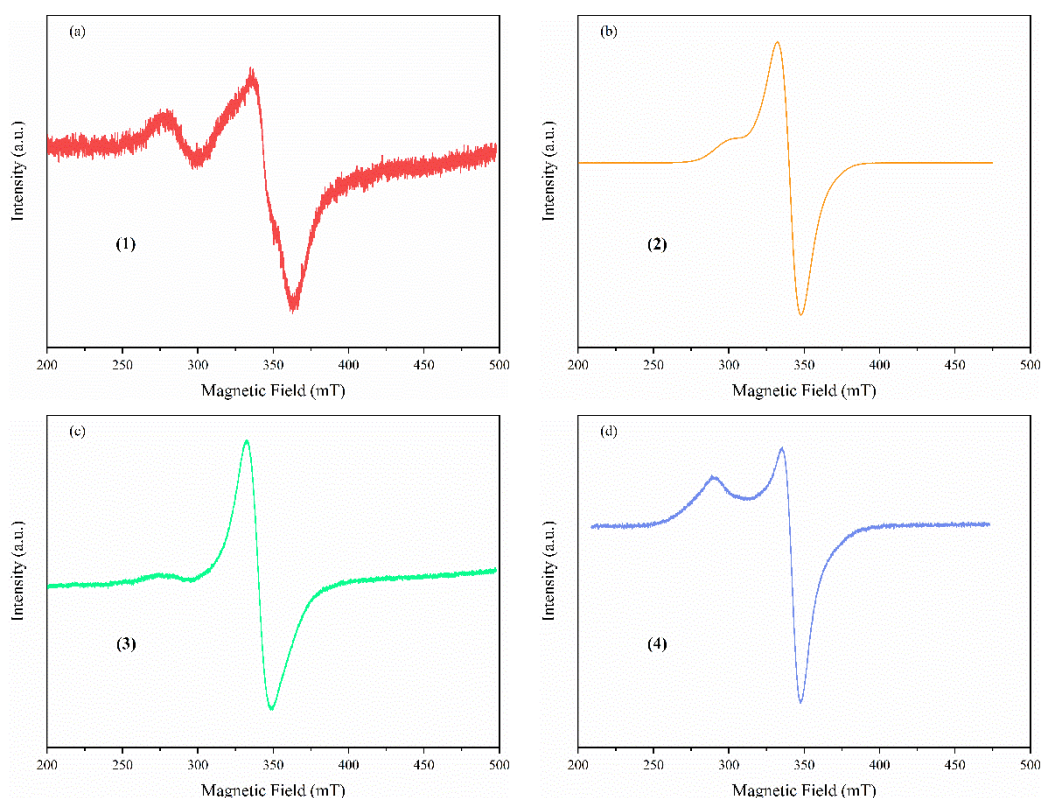 (a)
Intensity (a.u.)
(1)
200 250 300 350 400 450 500
Magnetic Field (mT)
(b)
Intensity (a.u.)
(2)
200 250 300 350 400 450 500
Magnetic Field (mT)
(c)
Intensity (a.u.)
(3)
200 250 300 350 400 450 500
Magnetic Field (mT)
(d)
Intensity (a.u.)
(4)
200 250 300 350 400 450 500
Magnetic Field (mT)